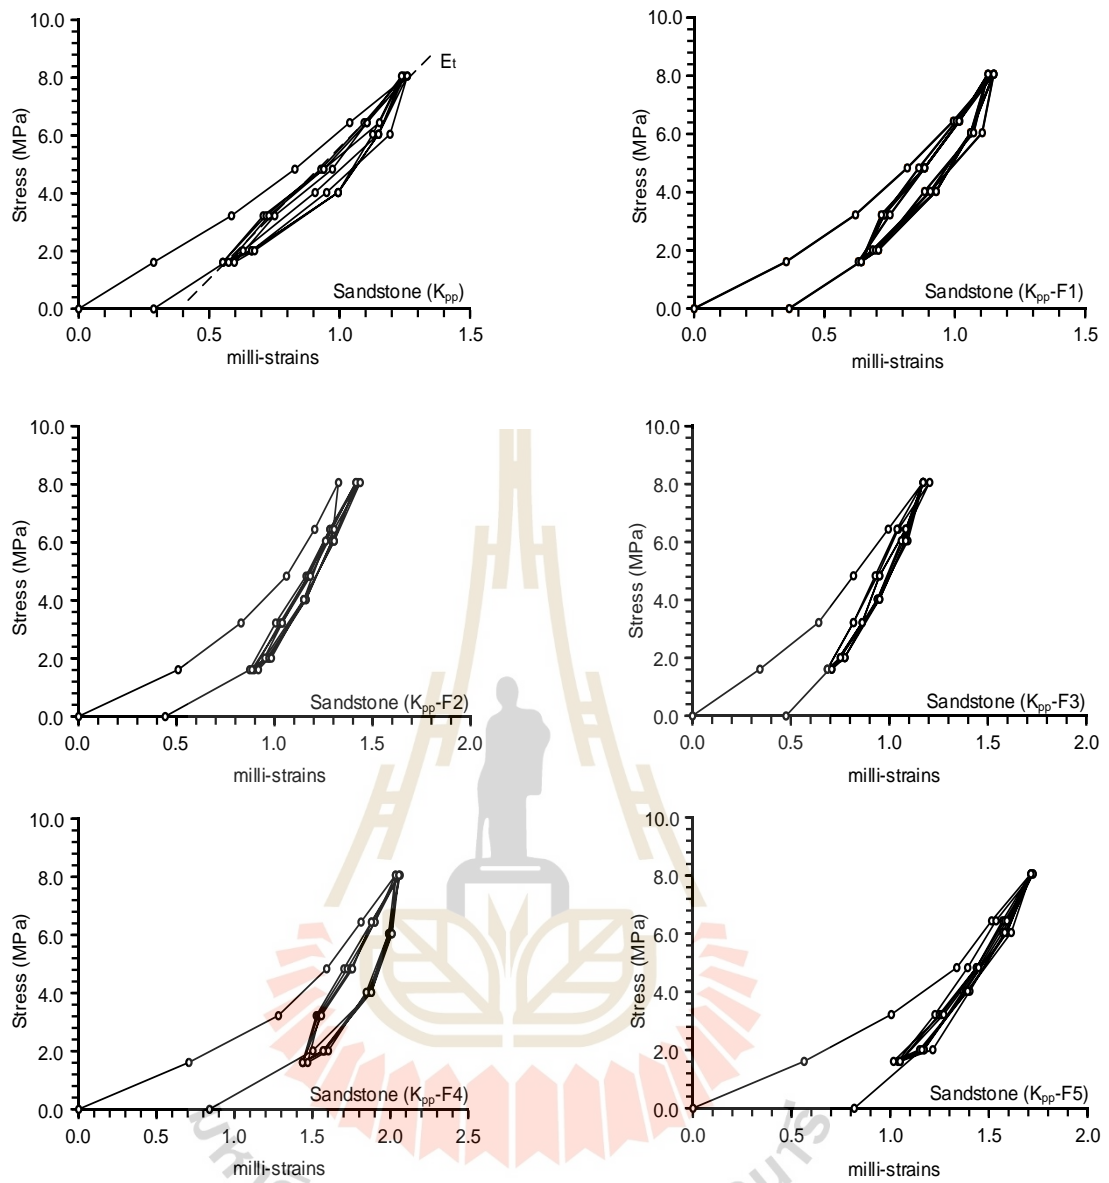 10.0
8.0
6.0
4.0
2.0
0.0
Stress (MPa)
Et
Sandstone (Kpp)
0.0 0.5 1.0 1.5
milli-strains
10.0
8.0
6.0
4.0
2.0
0.0
Stress (MPa)
Sandstone (Kpp-F1)
0.0 0.5 1.0 1.5
milli-strains
10.0
8.0
6.0
4.0
2.0
0.0
Stress (MPa)
Sandstone (Kpp-F2)
0.0 0.5 1.0 1.5 2.0
milli-strains
10.0
8.0
6.0
4.0
2.0
0.0
Stress (MPa)
Sandstone (Kpp-F3)
0.0 0.5 1.0 1.5 2.0
milli-strains
10.0
8.0
6.0
4.0
2.0
0.0
Stress (MPa)
Sandstone (Kpp-F4)
0.0 0.5 1.0 1.5 2.0 2.5
milli-strains
10.0
8.0
6.0
4.0
2.0
0.0
Stress (MPa)
Sandstone (Kpp-F5)
0.0 0.5 1.0 1.5 2.0
milli-strains